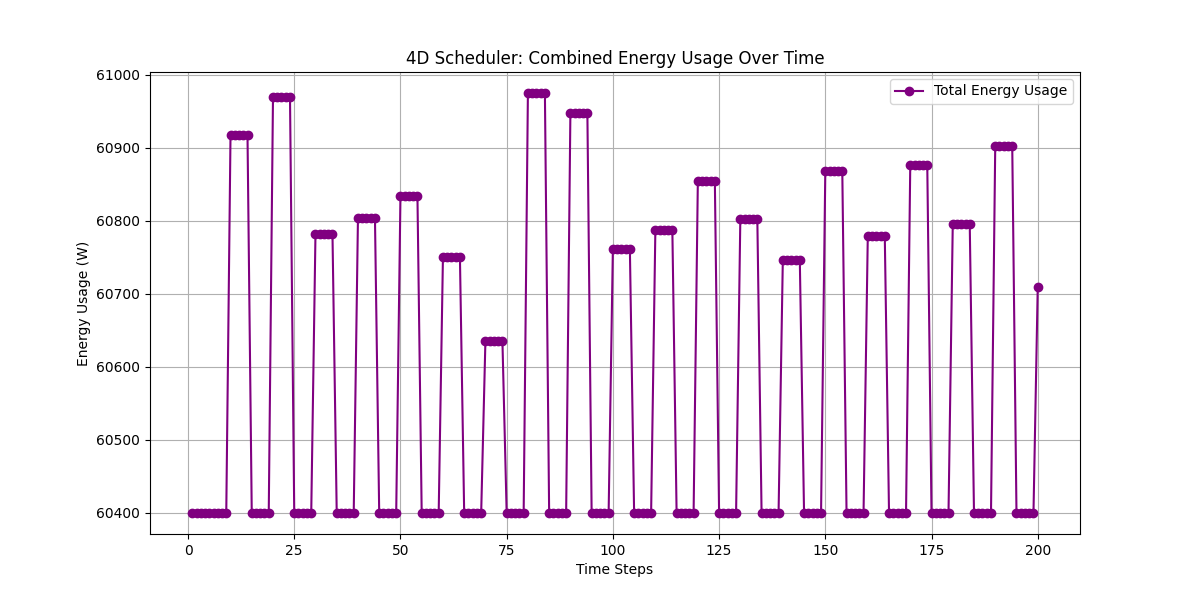 4D Scheduler: Combined Energy Usage Over Time
Total Energy Usage
Energy Usage (W)
61000
60900
60800
60700
60600
60500
60400
0 25 50 75 100 125 150 175 200
Time Steps